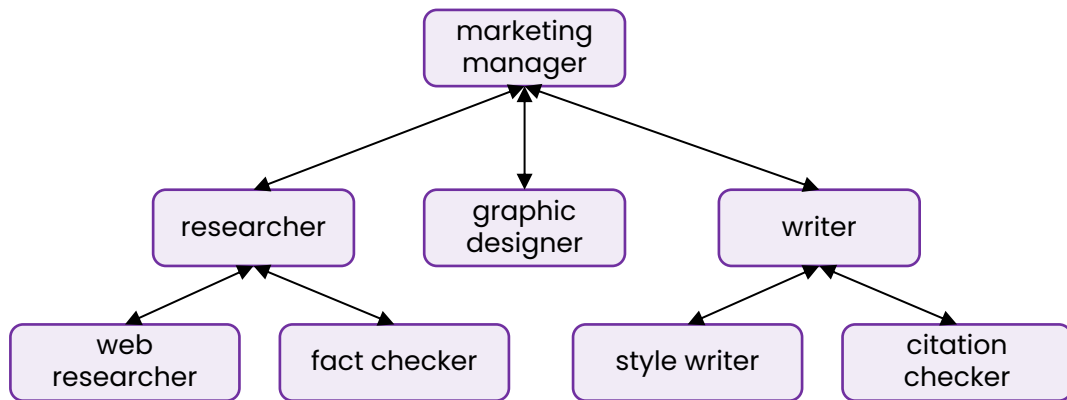 marketing
manager
researcher
graphic
designer
writer
web
researcher
fact checker
style writer
citation
checker